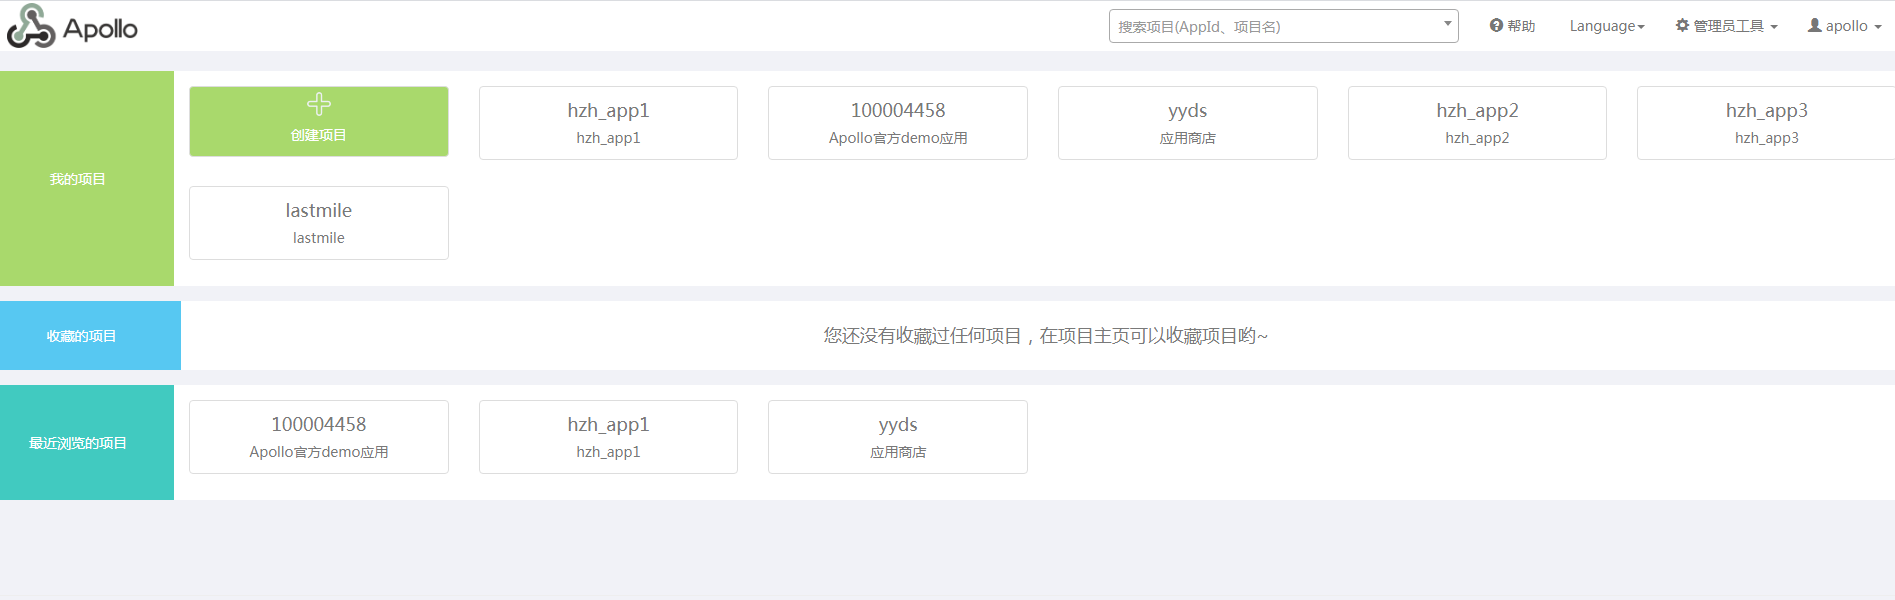 Apollo
搜索项目(AppId、项目名)
帮助
Language
管理员工具
apollo
我的项目
创建项目
hzh_app1
hzh_app1
100004458
Apollo官方demo应用
yyds
应用商店
hzh_app2
hzh_app2
hzh_app3
hzh_app3
lastmile
lastmile
收藏的项目
您还没有收藏过任何项目，在项目主页可以收藏项目哟~
最近浏览的项目
100004458
Apollo官方demo应用
hzh_app1
hzh_app1
yyds
应用商店